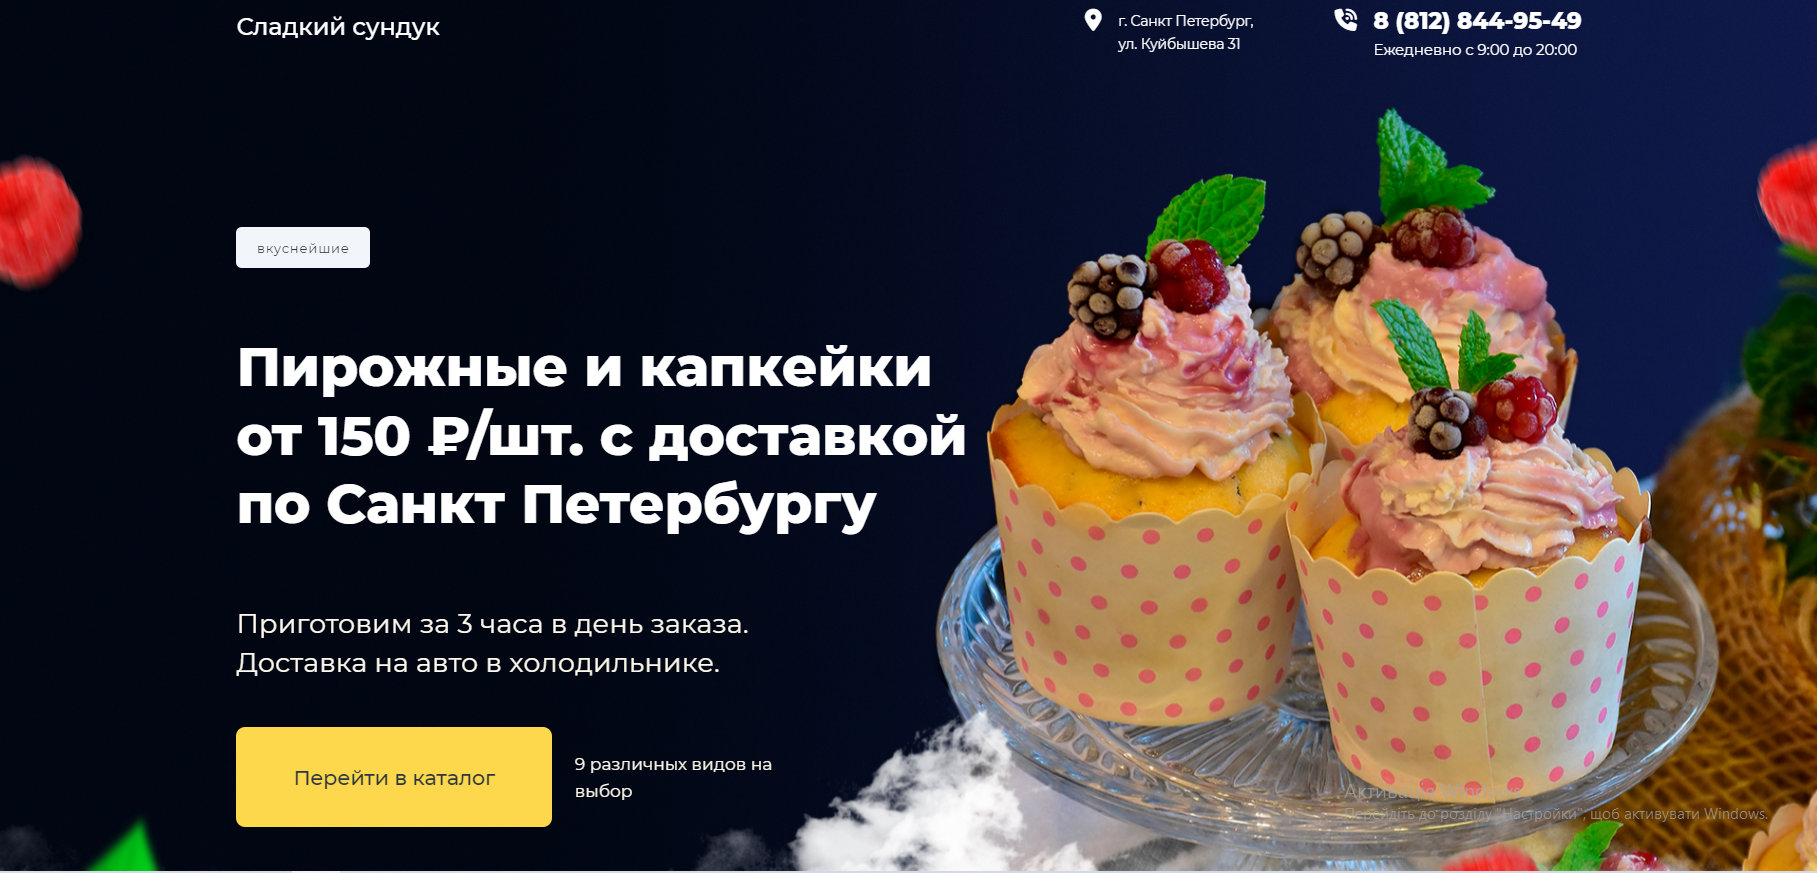 Сладкий сундук
г. Санкт Петербург,
ул. Куйбышева 31
8 (812) 844-95-49
Ежедневно с 9:00 до 20:00
вкуснейшие
Пирожные и капкейки
от 150 ₽/шт. с доставкой
по Санкт Петербургу
Приготовим за 3 часа в день заказа.
Доставка на авто в холодильнике.
Перейти в каталог
9 различных видов на
выбор
Активація Windows
Перейдіть до розділу "Настройки", щоб активувати Windows.